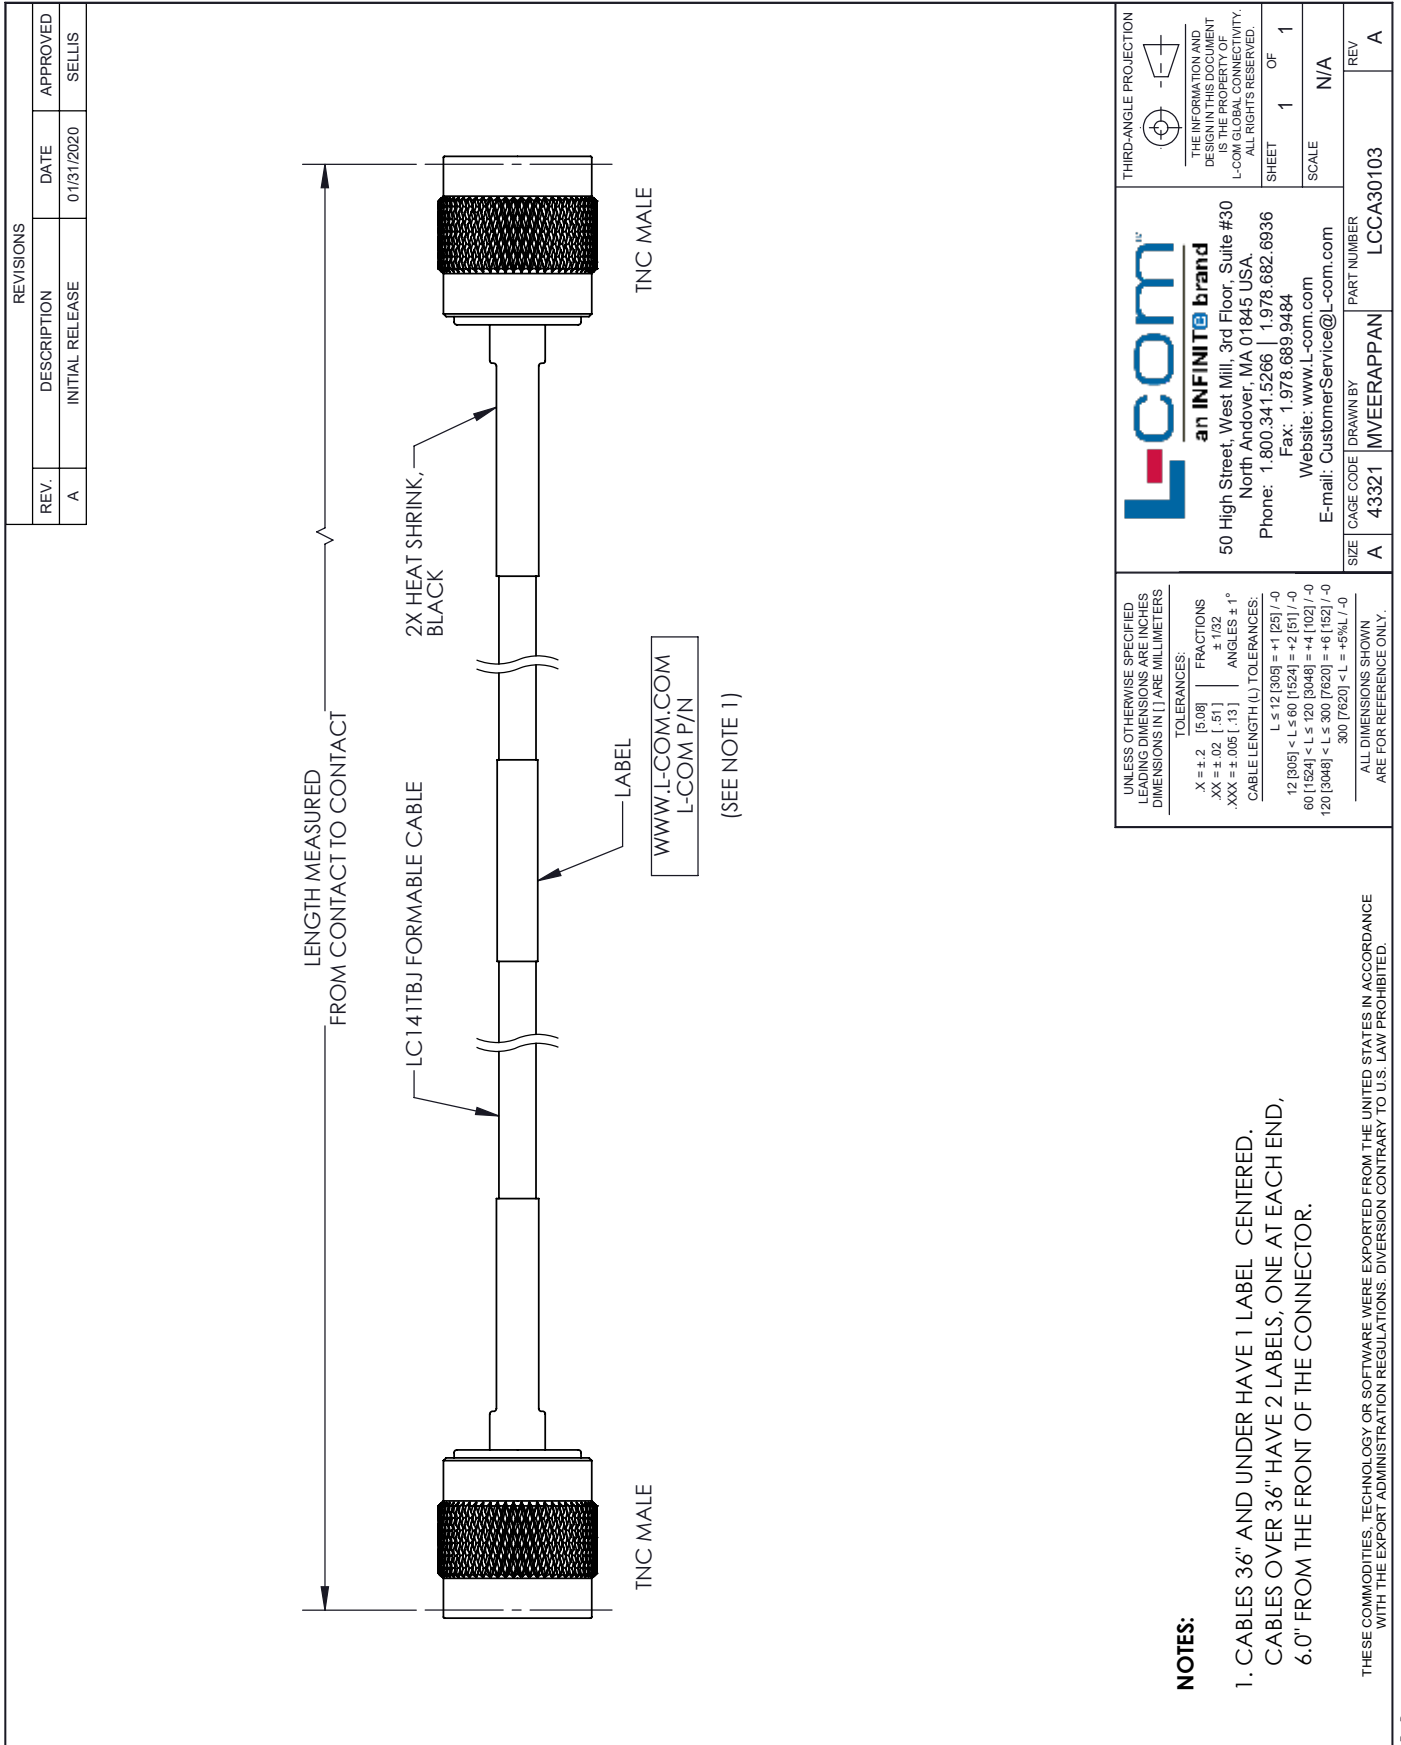 REVISIONS
REV. DESCRIPTION DATE APPROVED
A INITIAL RELEASE 01/31/2020 SELLIS
LENGTH MEASURED
FROM CONTACT TO CONTACT
LC141TBJ FORMABLE CABLE
2X HEAT SHRINK,
BLACK
TNC MALE
TNC MALE
LABEL
WWW.L-COM.COM
L-COM P/N
(SEE NOTE 1)
NOTES:
1. CABLES 36" AND UNDER HAVE 1 LABEL CENTERED.
CABLES OVER 36" HAVE 2 LABELS, ONE AT EACH END,
6.0" FROM THE FRONT OF THE CONNECTOR.
THESE COMMODITIES, TECHNOLOGY OR SOFTWARE WERE EXPORTED FROM THE UNITED STATES IN ACCORDANCE
WITH THE EXPORT ADMINISTRATION REGULATIONS. DIVERSION CONTRARY TO U.S. LAW PROHIBITED.
UNLESS OTHERWISE SPECIFIED
LEADING DIMENSIONS ARE INCHES
DIMENSIONS IN [ ] ARE MILLIMETERS
TOLERANCES:
.X = ± .2 [5.08] FRACTIONS
.XX = ± .02 [ .51] ± 1/32
.XXX = ± .005 [ .13 ] ANGLES ± 1°
CABLE LENGTH (L) TOLERANCES:
L ≤ 12 [305] = +1 [25] / -0
12 [305] < L ≤ 60 [1524] = +2 [51] / -0
60 [1524] < L ≤ 120 [3048] = +4 [102] / -0
120 [3048] < L ≤ 300 [7620] = +6 [152] / -0
300 [7620] < L = +5%L / -0
ALL DIMENSIONS SHOWN
ARE FOR REFERENCE ONLY.
L-com
an INFINITe brand
50 High Street, West Mill, 3rd Floor, Suite #30
North Andover, MA 01845 USA.
Phone: 1.800.341.5266 | 1.978.682.6936
Fax: 1.978.689.9484
Website: www.L-com.com
E-mail: CustomerService@L-com.com
THIRD-ANGLE PROJECTION
THE INFORMATION AND
DESIGN IN THIS DOCUMENT
IS THE PROPERTY OF
L-COM GLOBAL CONNECTIVITY.
ALL RIGHTS RESERVED.
SHEET 1 OF 1
SCALE N/A
SIZE A
CAGE CODE 43321
DRAWN BY MVEERAPPAN
PART NUMBER LCCA30103
REV A